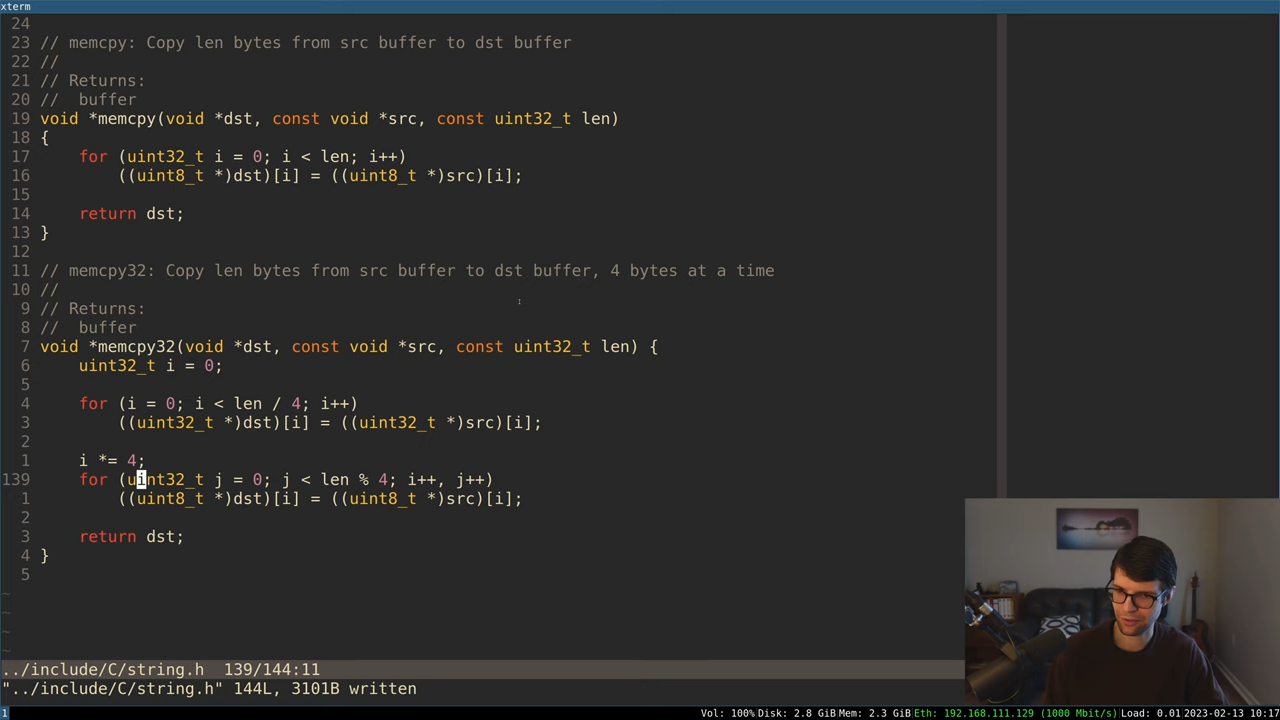 xterm
24
23 // memcpy: Copy len bytes from src buffer to dst buffer
22 //
21 // Returns:
20 //  buffer
19 void *memcpy(void *dst, const void *src, const uint32_t len)
18 {
17     for (uint32_t i = 0; i < len; i++)
16         ((uint8_t *)dst)[i] = ((uint8_t *)src)[i];
15
14     return dst;
13 }
12
11 // memcpy32: Copy len bytes from src buffer to dst buffer, 4 bytes at a time
10 //
9 // Returns:
8 //  buffer
7 void *memcpy32(void *dst, const void *src, const uint32_t len) {
6     uint32_t i = 0;
5
4     for (i = 0; i < len / 4; i++)
3         ((uint32_t *)dst)[i] = ((uint32_t *)src)[i];
2
1     i *= 4;
139     for (uint32_t j = 0; j < len % 4; i++, j++)
1         ((uint8_t *)dst)[i] = ((uint8_t *)src)[i];
2
3     return dst;
4 }
5
~
~
~
~
../include/C/string.h  139/144:11
"../include/C/string.h" 144L, 3101B written
1 Vol: 100% Disk: 2.8 GiB Mem: 2.3 GiB Eth: 192.168.111.129 (1000 Mbit/s) Load: 0.01 2023-02-13 10:17